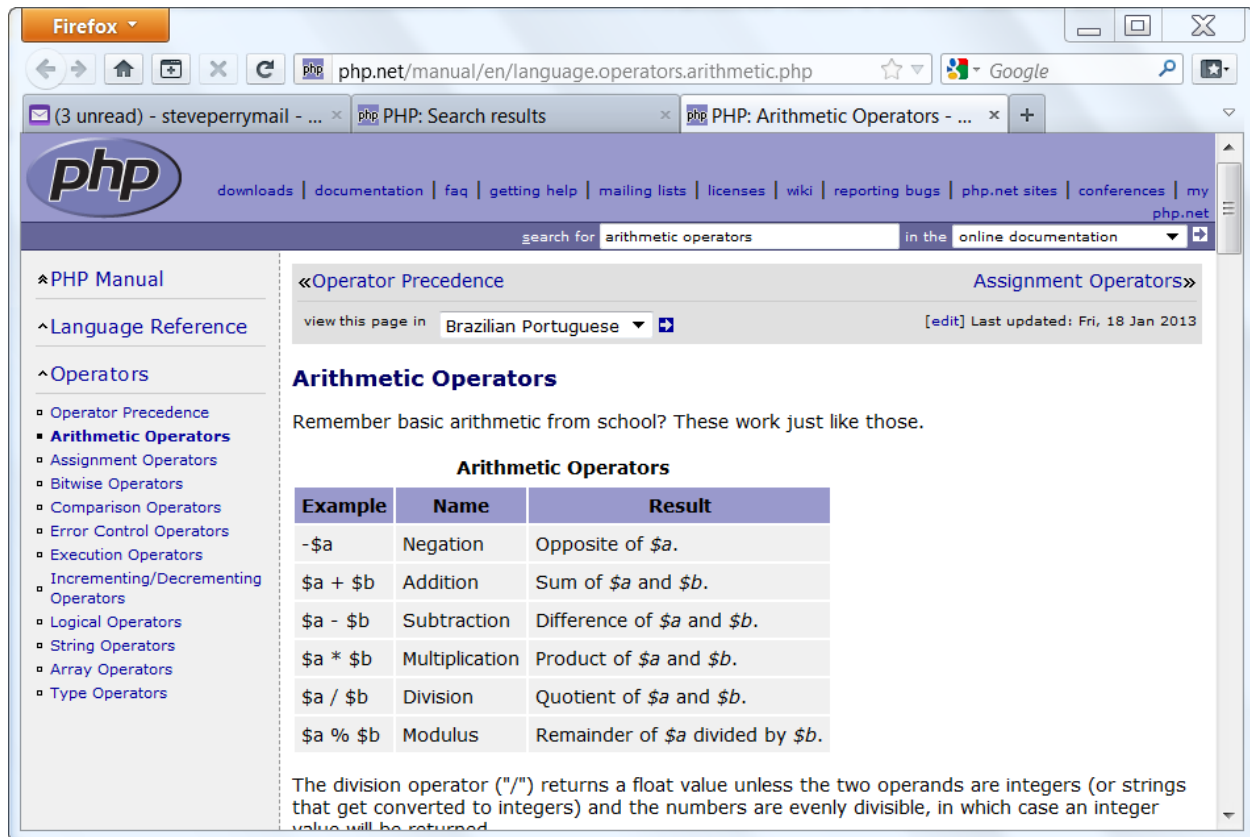 Firefox
php.net/manual/en/language.operators.arithmetic.php
Google
(3 unread) - steveperrymail - ...
PHP: Search results
PHP: Arithmetic Operators - ...
php
downloads | documentation | faq | getting help | mailing lists | licenses | wiki | reporting bugs | php.net sites | conferences | my
php.net
search for arithmetic operators in the online documentation
PHP Manual
Language Reference
Operators
Operator Precedence
Arithmetic Operators
Assignment Operators
Bitwise Operators
Comparison Operators
Error Control Operators
Execution Operators
Incrementing/Decrementing
Operators
Logical Operators
String Operators
Array Operators
Type Operators
«Operator Precedence Assignment Operators»
view this page in Brazilian Portuguese [edit] Last updated: Fri, 18 Jan 2013
Arithmetic Operators
Remember basic arithmetic from school? These work just like those.
Arithmetic Operators
Example Name Result
-$a Negation Opposite of $a.
$a + $b Addition Sum of $a and $b.
$a - $b Subtraction Difference of $a and $b.
$a * $b Multiplication Product of $a and $b.
$a / $b Division Quotient of $a and $b.
$a % $b Modulus Remainder of $a divided by $b.
The division operator ("/") returns a float value unless the two operands are integers (or strings
that get converted to integers) and the numbers are evenly divisible, in which case an integer
value will be returned